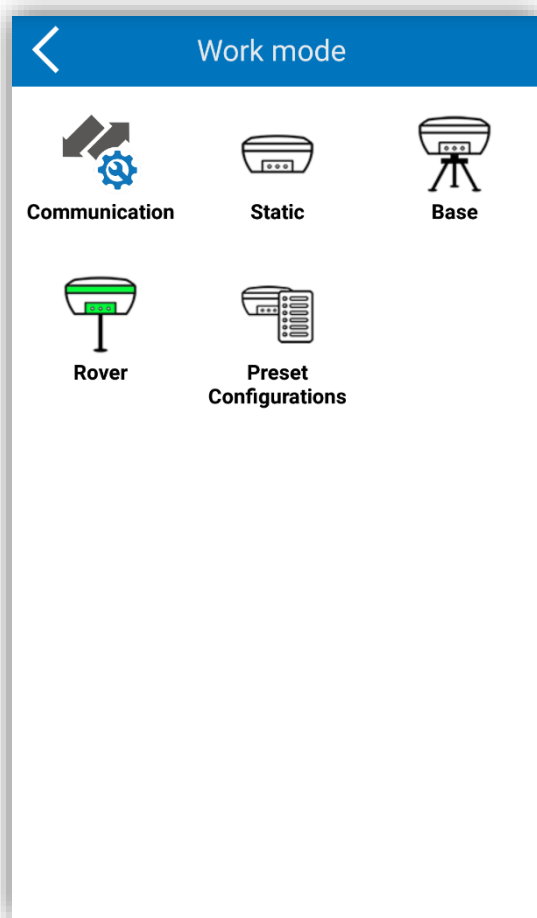 Work mode
Communication
Static
Base
Rover
Preset
Configurations